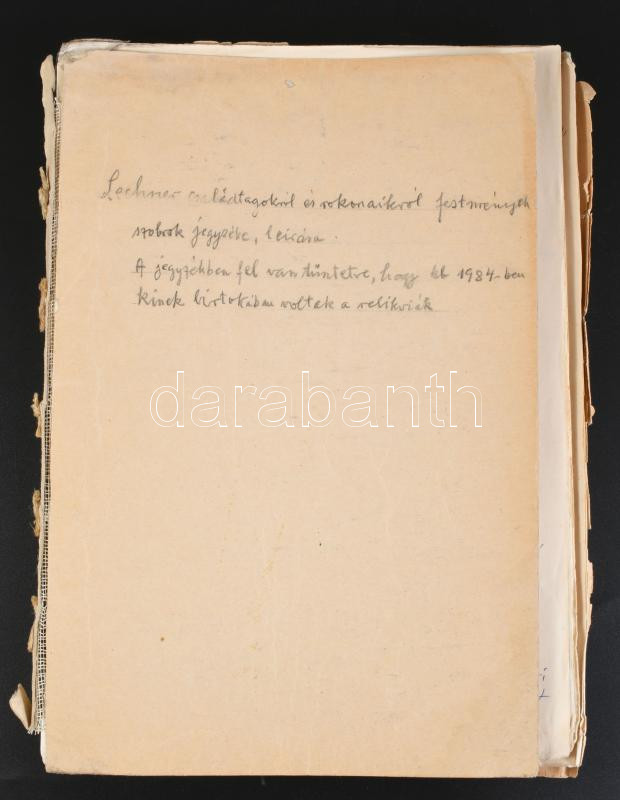 Lechner családtagokról és rokonaikról festmények
szobrok jegyzéke, leírása.
A jegyzékben fel van tüntetve, hogy kb 1984-ben
kinek birtokában voltak a relikviák
darabanth